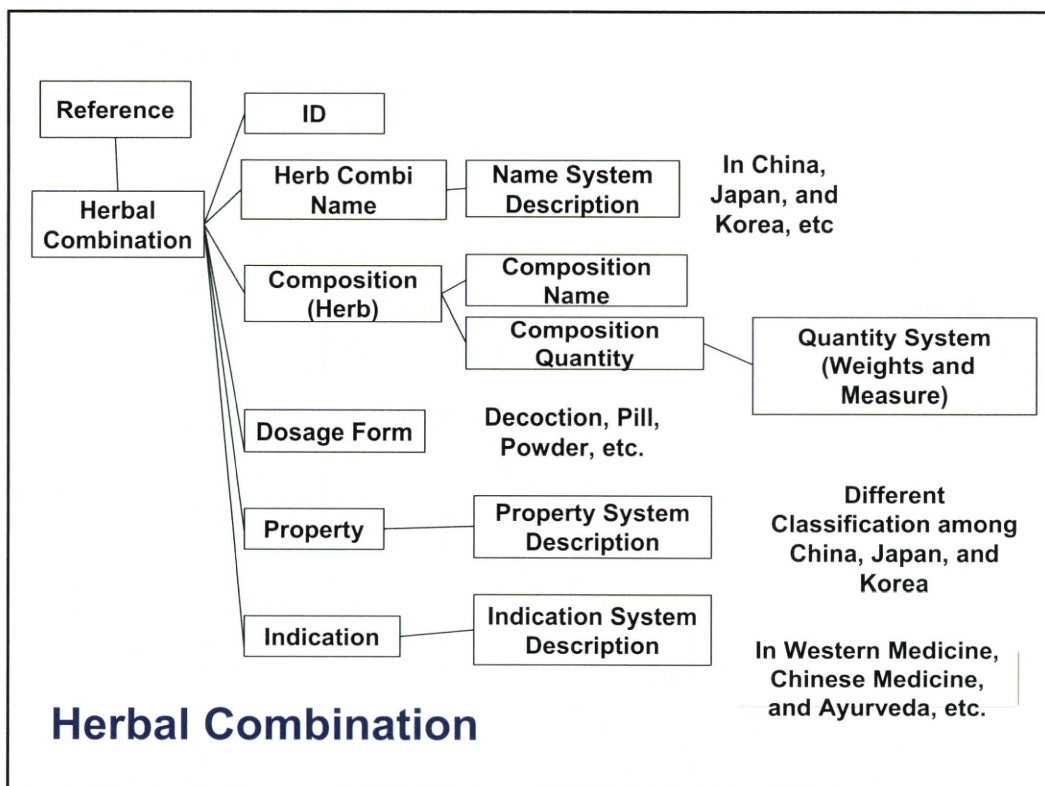 Reference
ID
Herbal
Combination
Herb Combi
Name
Name System
Description
In China,
Japan, and
Korea, etc
Composition
(Herb)
Composition
Name
Composition
Quantity
Quantity System
(Weights and
Measure)
Dosage Form
Decoction, Pill,
Powder, etc.
Property
Property System
Description
Different
Classification among
China, Japan, and
Korea
Indication
Indication System
Description
In Western Medicine,
Chinese Medicine,
and Ayurveda, etc.
Herbal Combination